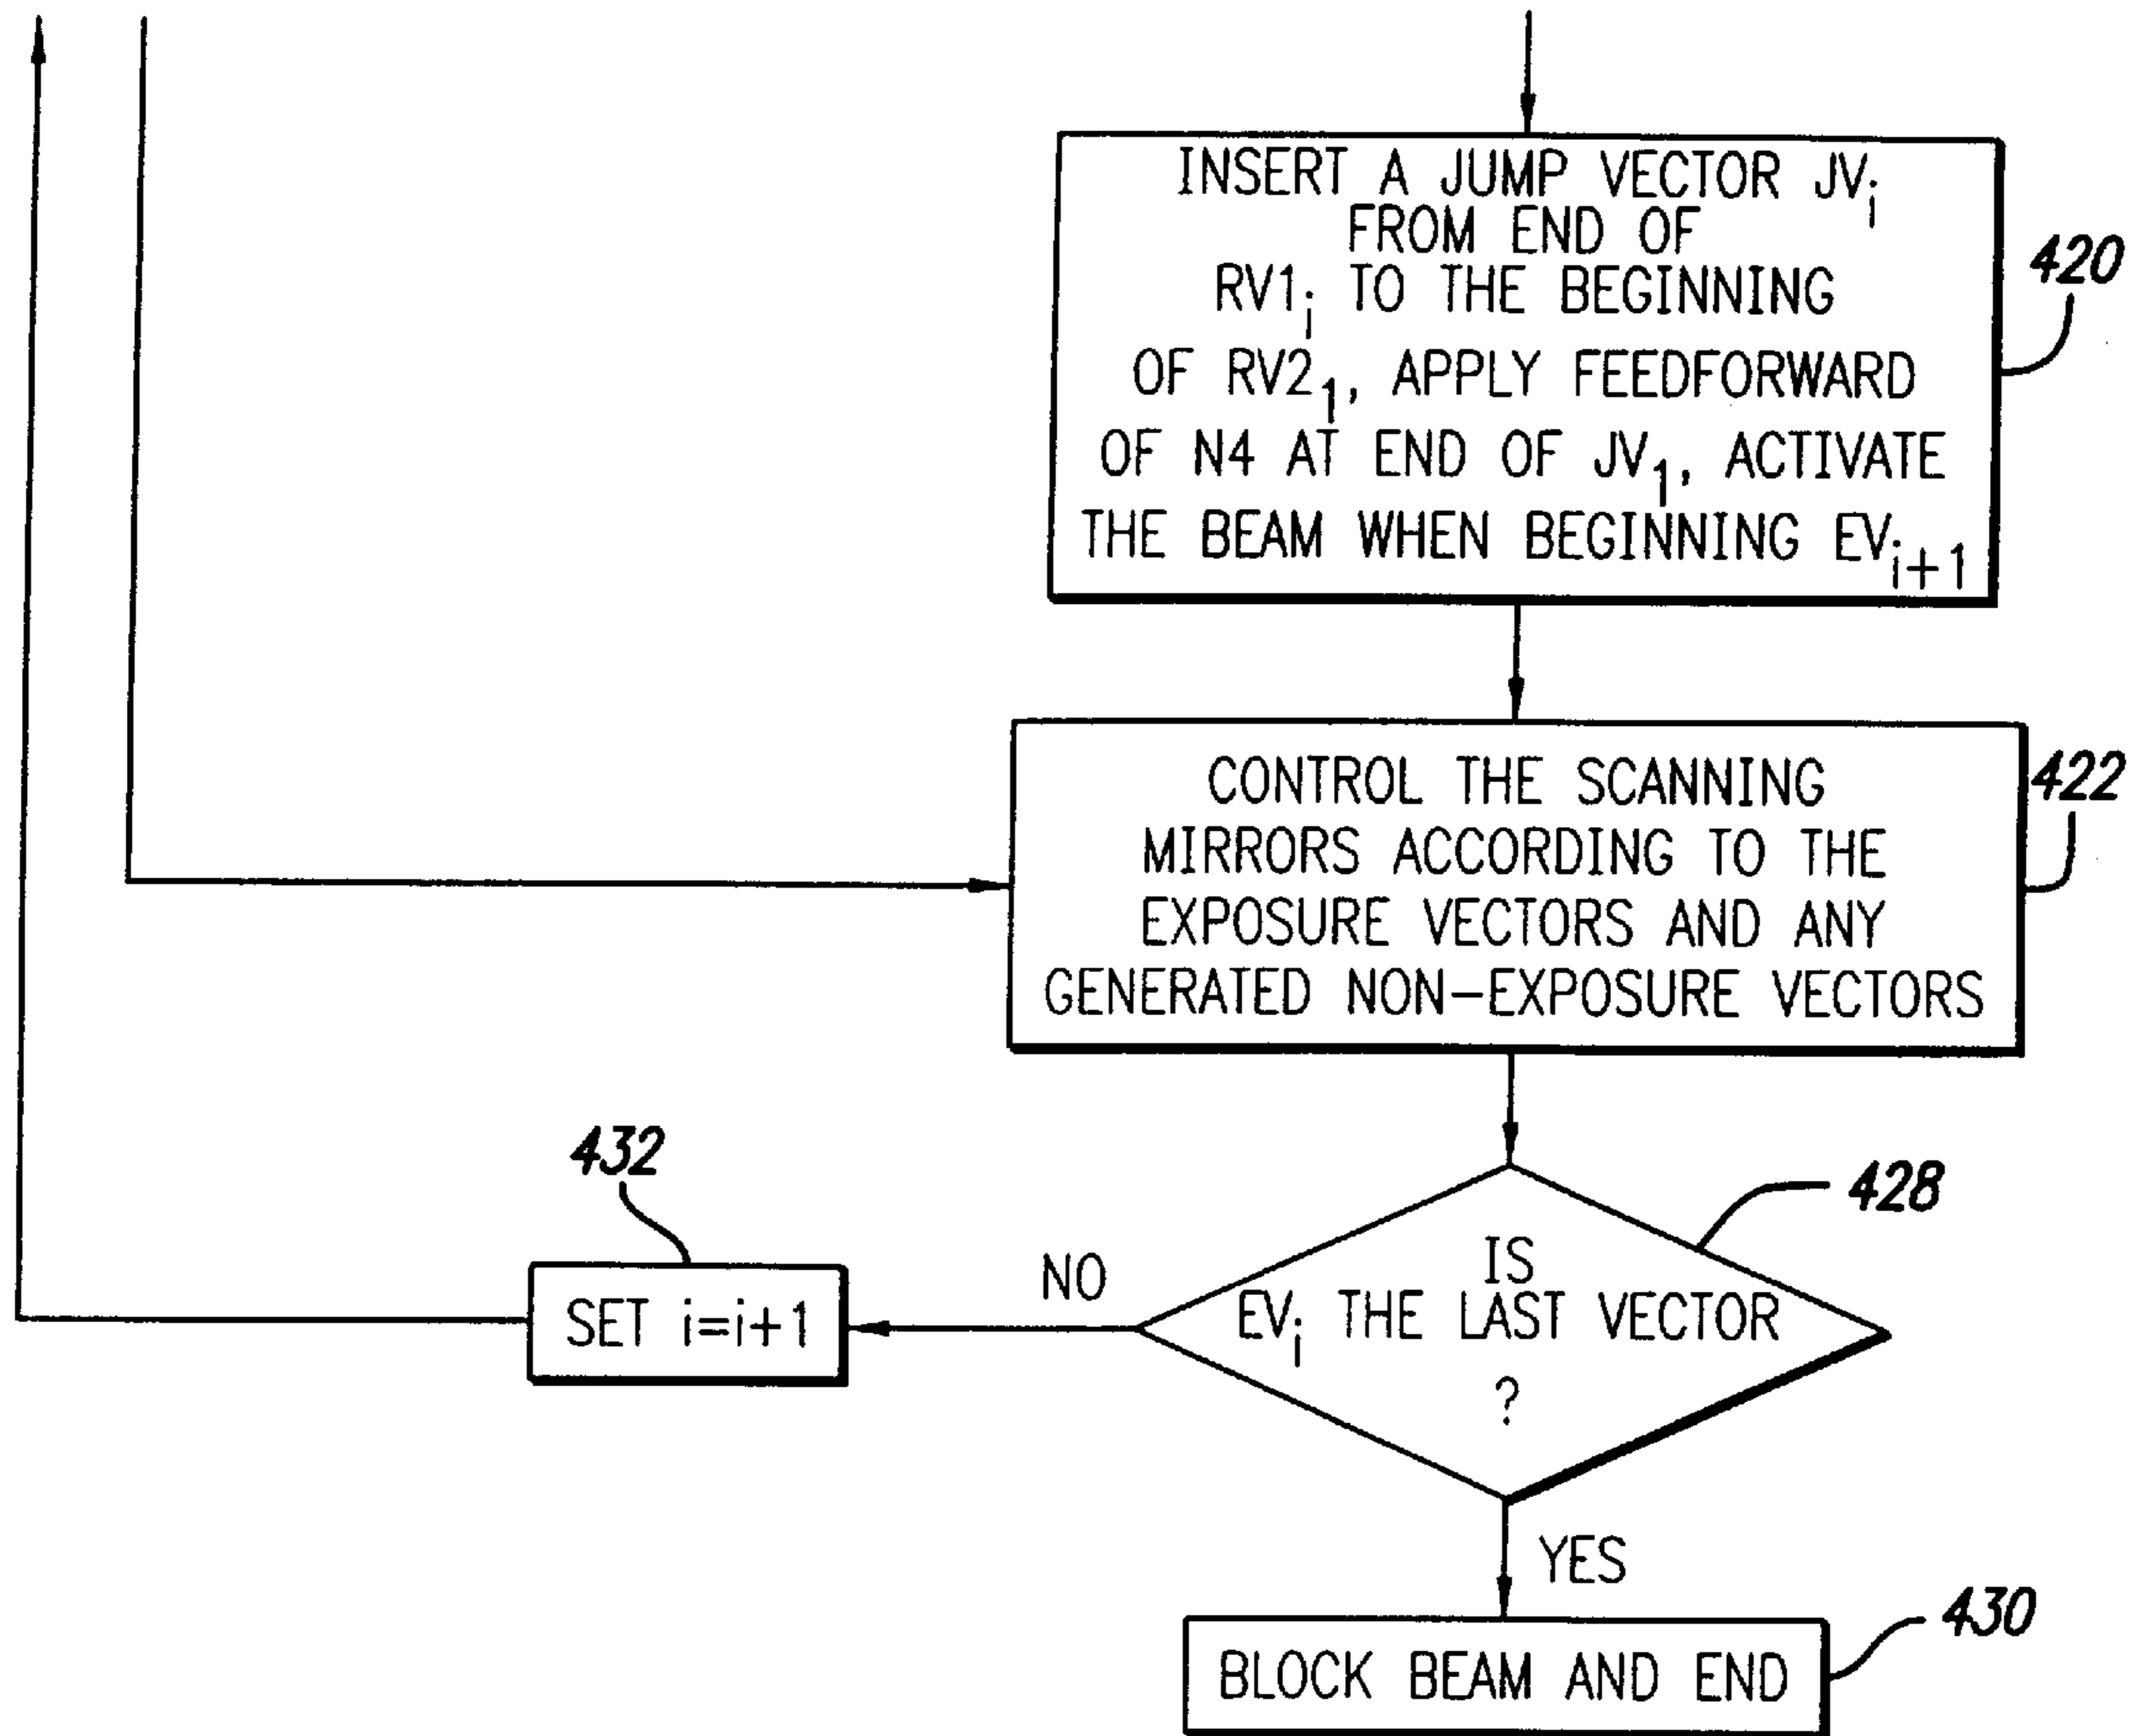 INSERT A JUMP VECTOR JVᵢ
FROM END OF
RV1ᵢ TO THE BEGINNING
OF RV2₁, APPLY FEEDFORWARD
OF N4 AT END OF JV₁, ACTIVATE
THE BEAM WHEN BEGINNING EVᵢ₊₁
420
CONTROL THE SCANNING
MIRRORS ACCORDING TO THE
EXPOSURE VECTORS AND ANY
GENERATED NON-EXPOSURE VECTORS
422
432
SET i=i+1
NO
IS
EVᵢ THE LAST VECTOR
?
428
YES
BLOCK BEAM AND END
430